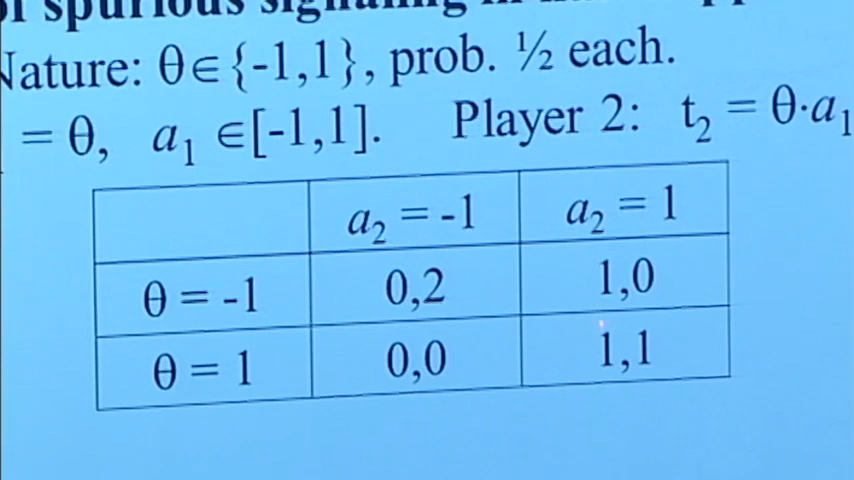 spurious
Nature: θ∈{-1,1}, prob. ½ each.
= θ, a₁ ∈[-1,1]. Player 2: t₂ = θ·a₁
a₂ = -1 a₂ = 1
θ = -1 0,2 1,0
θ = 1 0,0 1,1